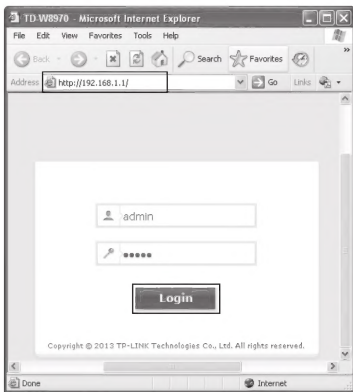 TD-W8970 - Microsoft Internet Explorer
File Edit View Favorites Tools Help
Back Search Favorites »
Address http://192.168.1.1/ Go Links
admin
•••••
Login
Copyright © 2013 TP-LINK Technologies Co., Ltd. All rights reserved.
Done Internet